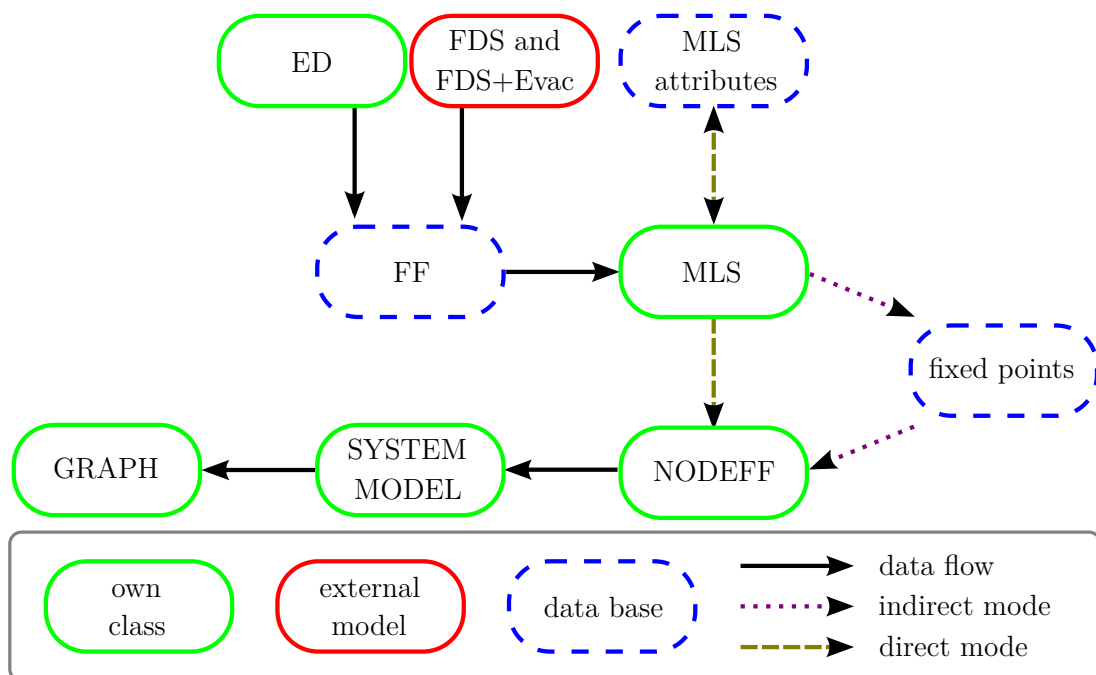 ED
FDS and
FDS+Evac
MLS
attributes
FF
MLS
fixed points
GRAPH
SYSTEM
MODEL
NODEFF
own
class
external
model
data base
data flow
indirect mode
direct mode